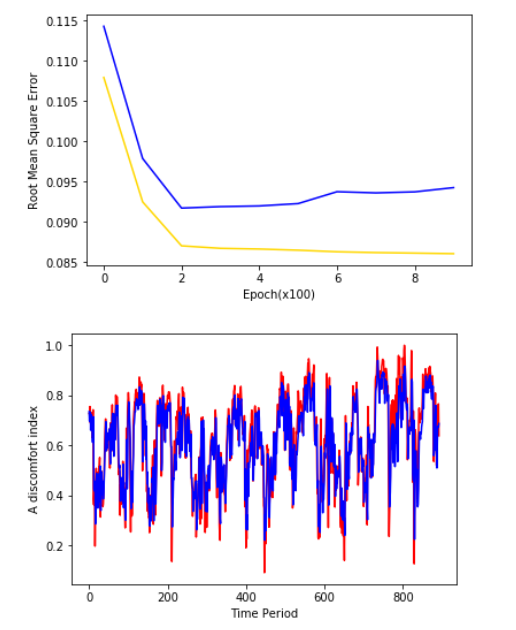 0.115
0.110
0.105
0.100
0.095
0.090
0.085
Root Mean Square Error
0 2 4 6 8
Epoch(x100)
1.0
0.8
0.6
0.4
0.2
A discomfort index
0 200 400 600 800
Time Period